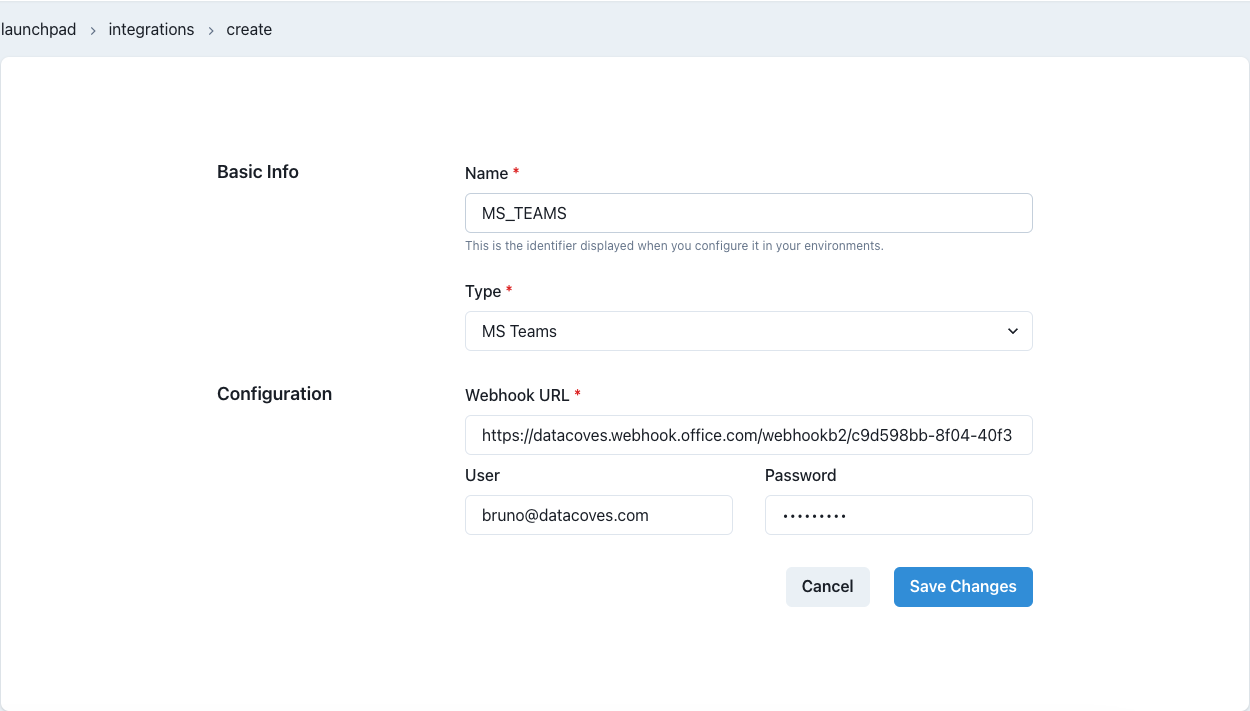 launchpad > integrations > create
Basic Info
Name *
MS_TEAMS
This is the identifier displayed when you configure it in your environments.
Type *
MS Teams
Configuration
Webhook URL *
https://datacoves.webhook.office.com/webhookb2/c9d598bb-8f04-40f3
User
Password
bruno@datacoves.com
•••••••••
Cancel
Save Changes